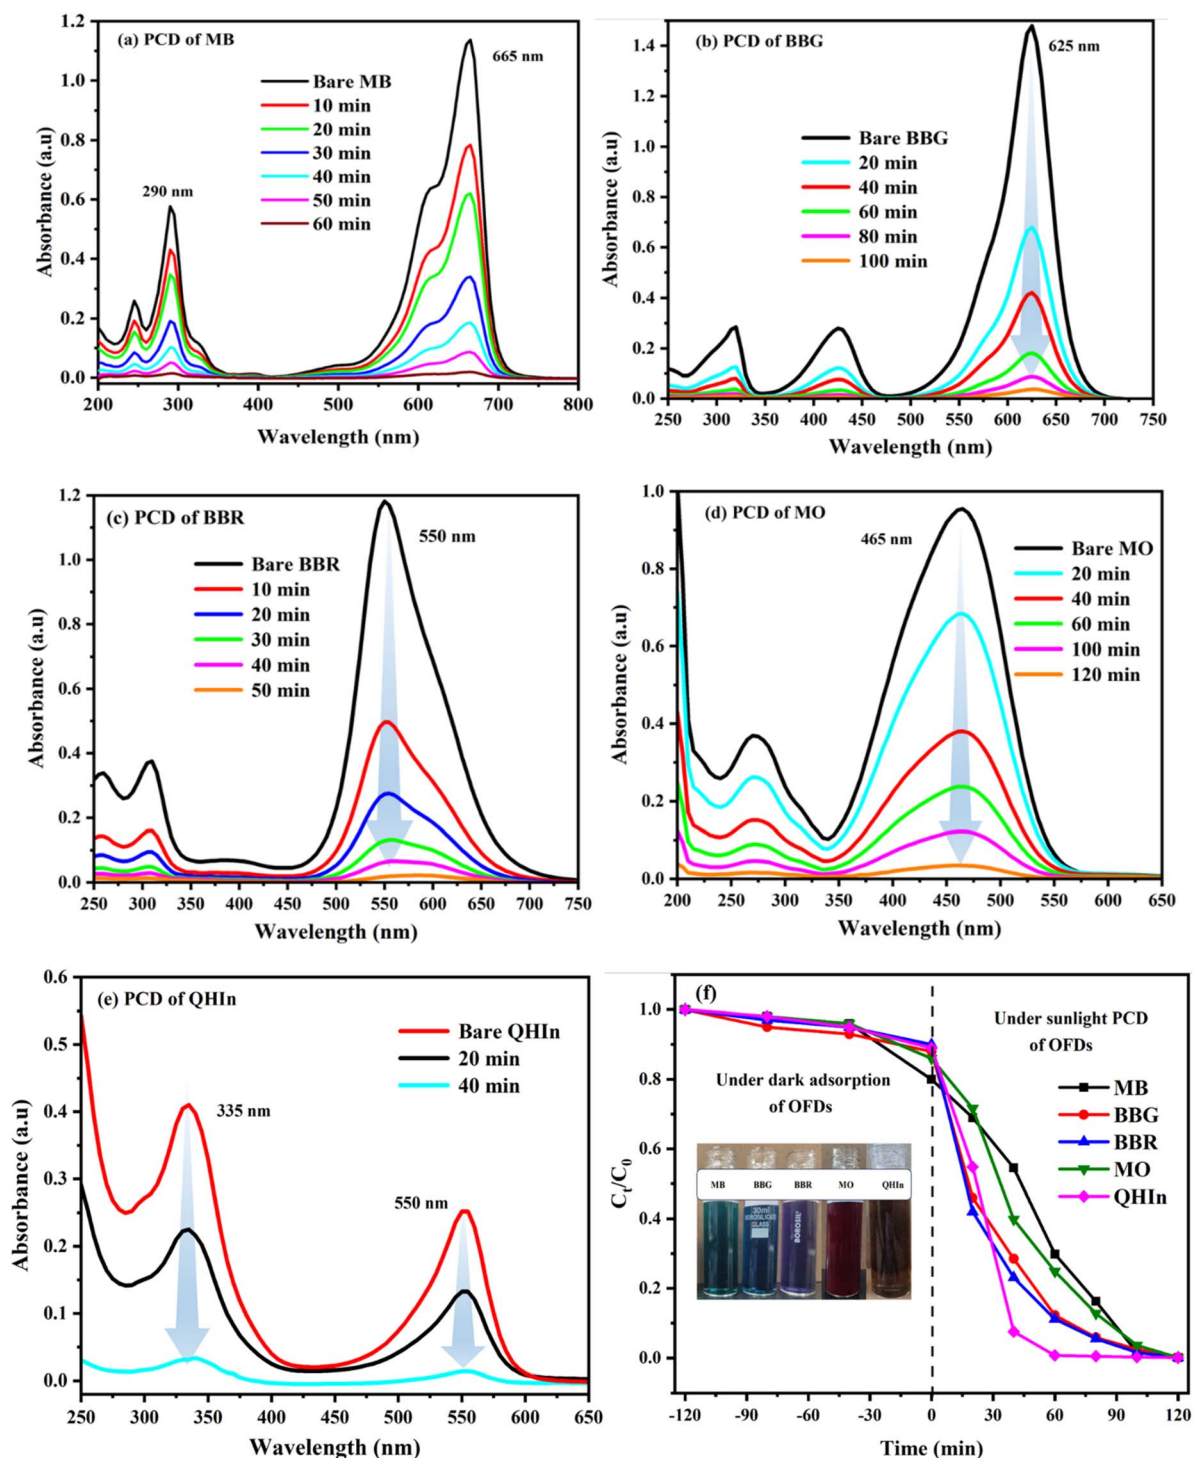 (a) PCD of MB
665 nm
290 nm
Bare MB
10 min
20 min
30 min
40 min
50 min
60 min
1.2
1.0
0.8
0.6
0.4
0.2
0.0
Absorbance (a.u)
200 300 400 500 600 700 800
Wavelength (nm)
(b) PCD of BBG
625 nm
Bare BBG
20 min
40 min
60 min
80 min
100 min
1.4
1.2
1.0
0.8
0.6
0.4
0.2
0.0
Absorbance (a.u)
250 300 350 400 450 500 550 600 650 700 750
Wavelength (nm)
(c) PCD of BBR
550 nm
Bare BBR
10 min
20 min
30 min
40 min
50 min
1.2
1.0
0.8
0.6
0.4
0.2
0.0
Absorbance (a.u)
250 300 350 400 450 500 550 600 650 700 750
Wavelength (nm)
(d) PCD of MO
465 nm
Bare MO
20 min
40 min
60 min
100 min
120 min
1.0
0.8
0.6
0.4
0.2
0.0
Absorbance (a.u)
200 250 300 350 400 450 500 550 600 650
Wavelength (nm)
(e) PCD of QHIn
335 nm
550 nm
Bare QHIn
20 min
40 min
0.6
0.5
0.4
0.3
0.2
0.1
0.0
Absorbance (a.u)
250 300 350 400 450 500 550 600 650
Wavelength (nm)
(f)
Under sunlight PCD
of OFDs
Under dark adsorption
of OFDs
MB
BBG
BBR
MO
QHIn
MB BBG BBR MO QHIn
30ml
BOROSILICATE
GLASS
BOROSIL
1.0
0.8
0.6
0.4
0.2
0.0
Ct/C0
-120 -90 -60 -30 0 30 60 90 120
Time (min)